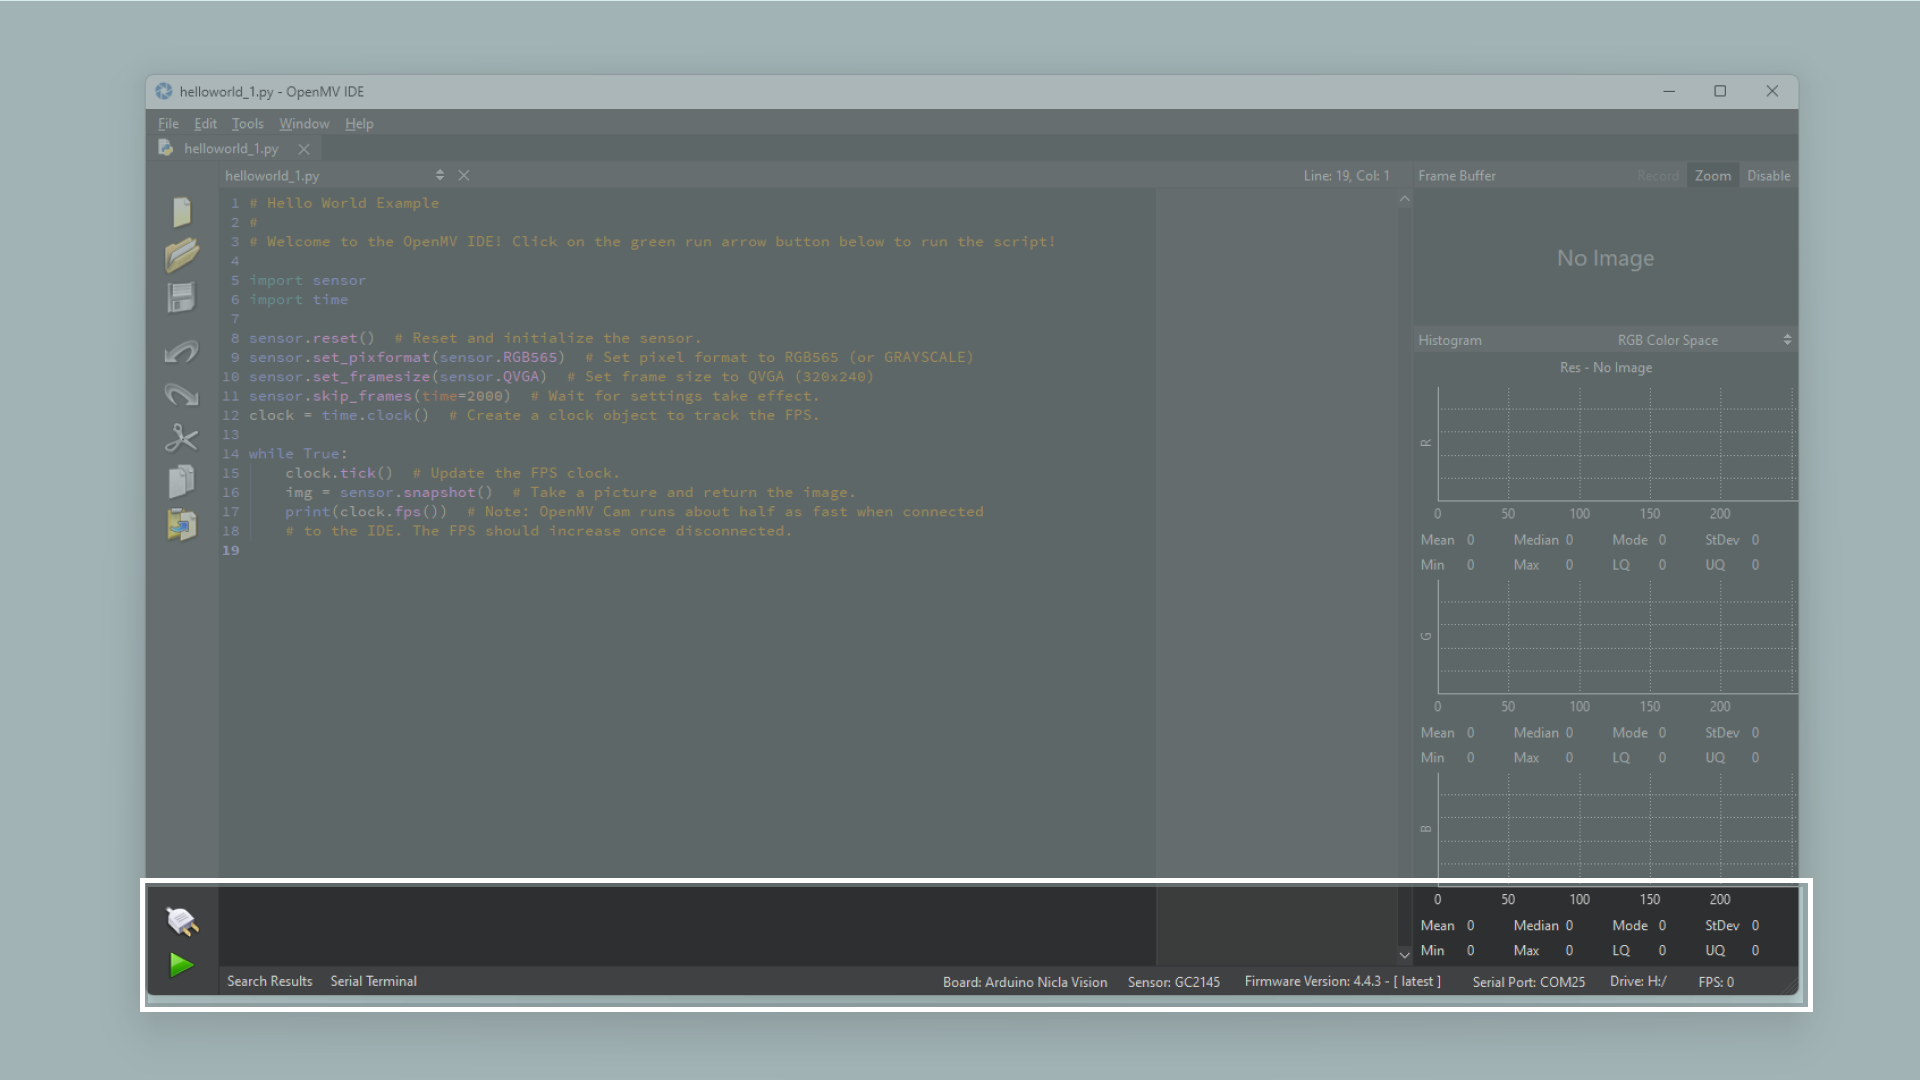 helloworld_1.py - OpenMV IDE
File Edit Tools Window Help
helloworld_1.py
helloworld_1.py Line: 19, Col: 1 Frame Buffer Record Zoom Disable
1 # Hello World Example
2 #
3 # Welcome to the OpenMV IDE! Click on the green run arrow button below to run the script!
4
5 import sensor
6 import time
7
8 sensor.reset()  # Reset and initialize the sensor.
9 sensor.set_pixformat(sensor.RGB565)  # Set pixel format to RGB565 (or GRAYSCALE)
10 sensor.set_framesize(sensor.QVGA)  # Set frame size to QVGA (320x240)
11 sensor.skip_frames(time=2000)  # Wait for settings take effect.
12 clock = time.clock()  # Create a clock object to track the FPS.
13
14 while True:
15     clock.tick()  # Update the FPS clock.
16     img = sensor.snapshot()  # Take a picture and return the image.
17     print(clock.fps())  # Note: OpenMV Cam runs about half as fast when connected
18     # to the IDE. The FPS should increase once disconnected.
19
No Image
Histogram RGB Color Space
Res - No Image
R
0 50 100 150 200
Mean 0 Median 0 Mode 0 StDev 0
Min 0 Max 0 LQ 0 UQ 0
G
0 50 100 150 200
Mean 0 Median 0 Mode 0 StDev 0
Min 0 Max 0 LQ 0 UQ 0
B
0 50 100 150 200
Mean 0 Median 0 Mode 0 StDev 0
Min 0 Max 0 LQ 0 UQ 0
Search Results Serial Terminal Board: Arduino Nicla Vision Sensor: GC2145 Firmware Version: 4.4.3 - [ latest ] Serial Port: COM25 Drive: H:/ FPS: 0